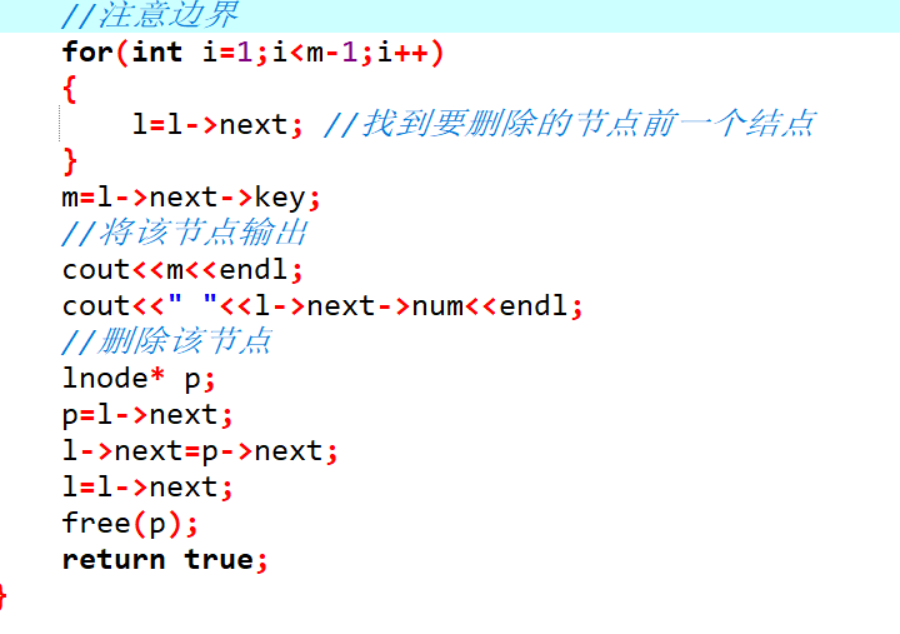 //注意边界
for(int i=1;i<m-1;i++)
{
l=l->next; //找到要删除的节点前一个结点
}
m=l->next->key;
//将该节点输出
cout<<m<<endl;
cout<<" "<<l->next->num<<endl;
//删除该节点
lnode* p;
p=l->next;
l->next=p->next;
l=l->next;
free(p);
return true;
}